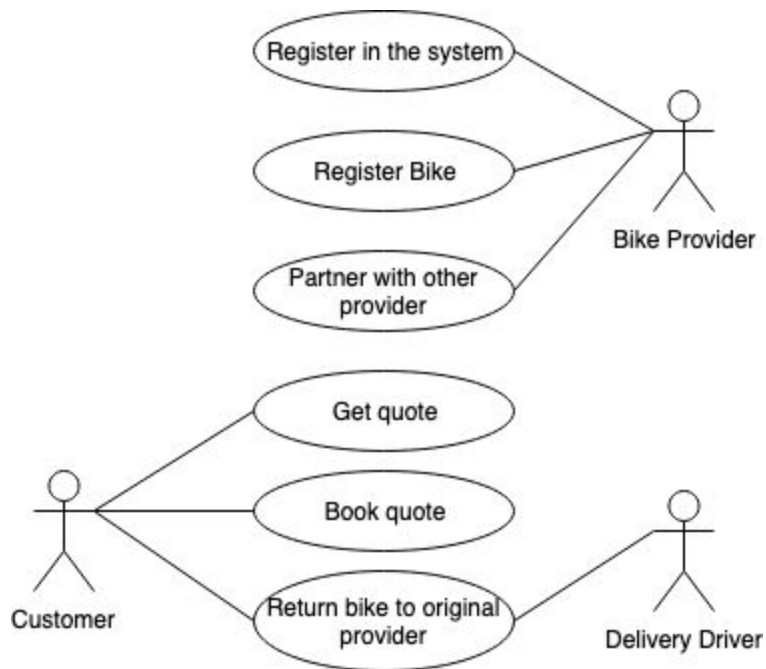 Register in the system
Register Bike
Bike Provider
Partner with other
provider
Get quote
Book quote
Customer
Return bike to original
provider
Delivery Driver